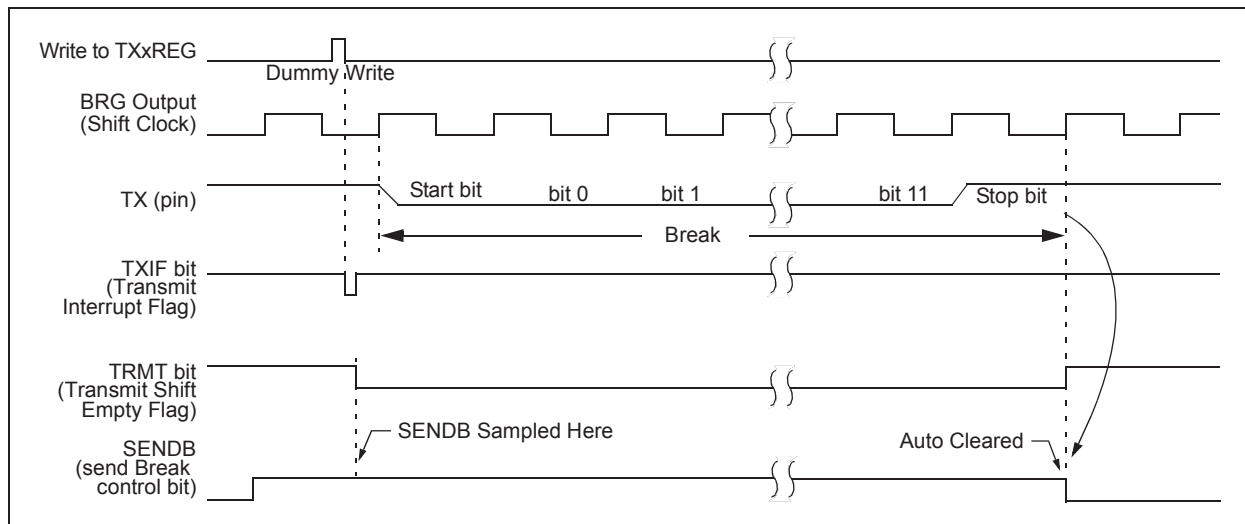 Write to TXxREG
Dummy Write
BRG Output
(Shift Clock)
TX (pin)
Start bit
bit 0
bit 1
bit 11
Stop bit
Break
TXIF bit
(Transmit
Interrupt Flag)
TRMT bit
(Transmit Shift
Empty Flag)
SENDB Sampled Here
Auto Cleared
SENDB
(send Break
control bit)